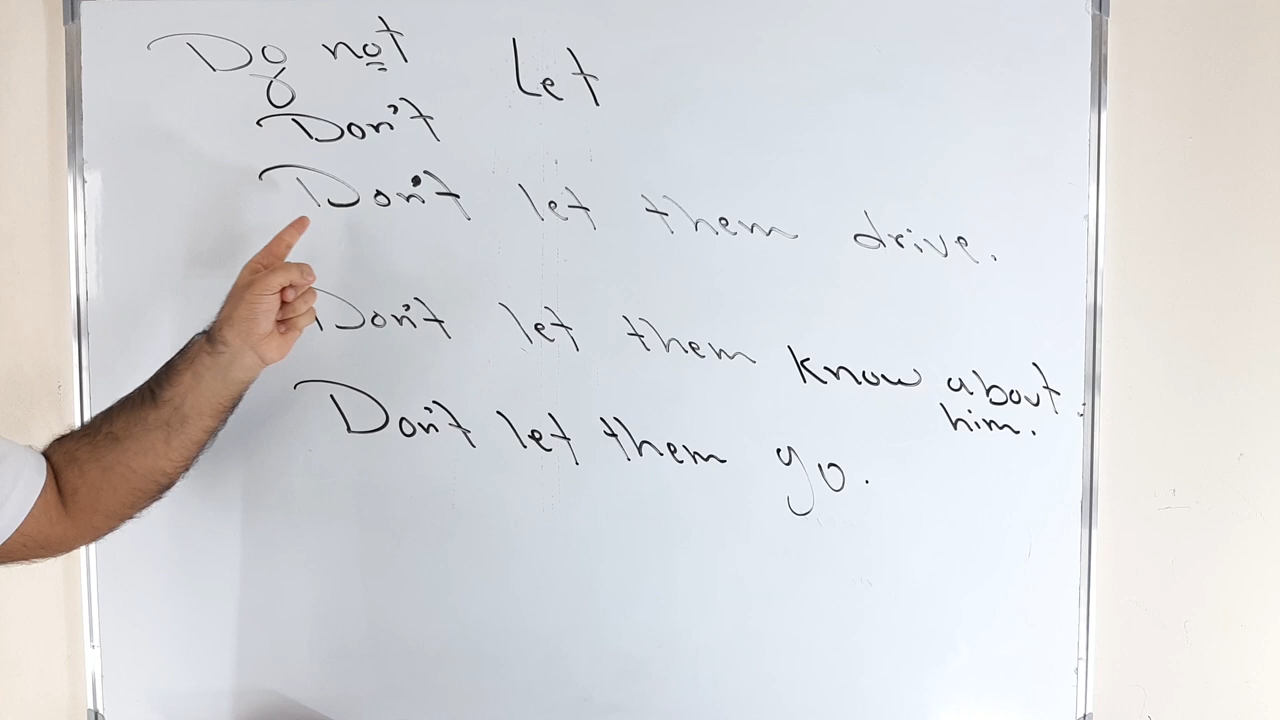 Do not Let
Don't
Don't let them drive.
Don't let them know about
him.
Don't let them go.